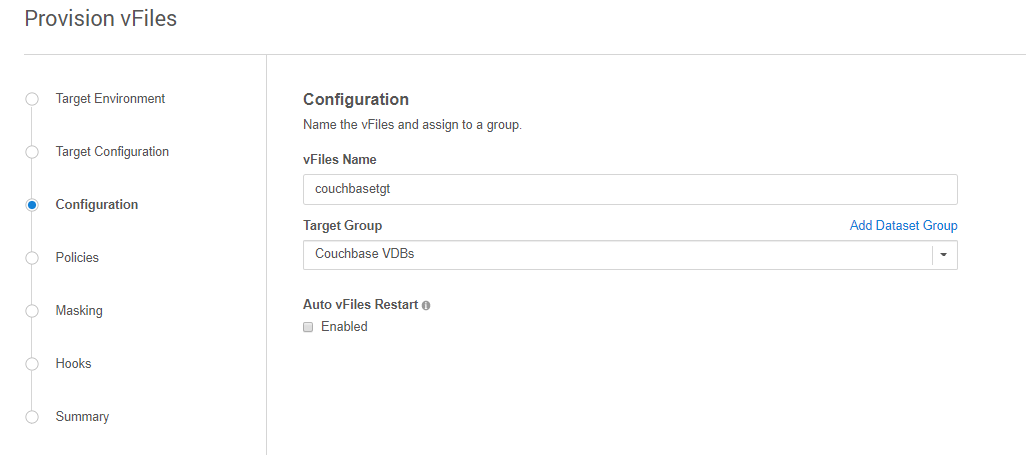 Provision vFiles
Target Environment
Target Configuration
Configuration
Policies
Masking
Hooks
Summary
Configuration
Name the vFiles and assign to a group.
vFiles Name
couchbasetgt
Target Group Add Dataset Group
Couchbase VDBs
Auto vFiles Restart
Enabled